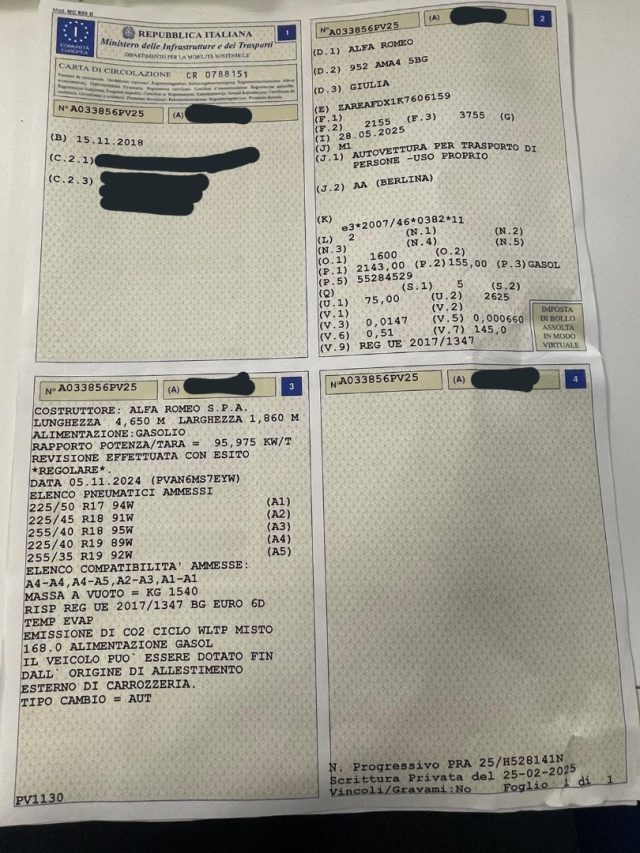 Mod. MC 820 D
I
COMUNITÀ
EUROPEA
REPUBBLICA ITALIANA
Ministero delle Infrastrutture e dei Trasporti
DIPARTIMENTO PER LA MOBILITÀ SOSTENIBILE
1
CARTA DI CIRCOLAZIONE CR 0788151
N° A033856PV25 (A)
(B) 15.11.2018
(C.2.1)
(C.2.3)
N° A033856PV25 (A) 2
(D.1) ALFA ROMEO
(D.2) 952 AMA4 5BG
(D.3) GIULIA
(E) ZAREAFDX1K7606159
(F.1)
(F.2) 2155 (F.3) 3755 (G)
(I) 28.05.2025
(J) M1
(J.1) AUTOVETTURA PER TRASPORTO DI
PERSONE -USO PROPRIO
(J.2) AA (BERLINA)
(K) e3*2007/46*0382*11
(L) 2 (N.1) (N.2)
(N.3) (N.4) (N.5)
(O.1) 1600 (O.2)
(P.1) 2143,00 (P.2)155,00 (P.3)GASOL
(P.5) 55284529
(Q) (S.1) 5 (S.2)
(U.1) 75,00 (U.2) 2625
(V.1) (V.2)
(V.3) 0,0147 (V.5) 0,000660
(V.6) 0,51 (V.7) 145,0
(V.9) REG UE 2017/1347
IMPOSTA
DI BOLLO
ASSOLTA
IN MODO
VIRTUALE
N° A033856PV25 (A) 3
COSTRUTTORE: ALFA ROMEO S.P.A.
LUNGHEZZA 4,650 M LARGHEZZA 1,860 M
ALIMENTAZIONE:GASOLIO
RAPPORTO POTENZA/TARA = 95,975 KW/T
REVISIONE EFFETTUATA CON ESITO
*REGOLARE*.
DATA 05.11.2024 (PVAN6MS7EYW)
ELENCO PNEUMATICI AMMESSI
225/50 R17 94W (A1)
225/45 R18 91W (A2)
255/40 R18 95W (A3)
225/40 R19 89W (A4)
255/35 R19 92W (A5)
ELENCO COMPATIBILITA' AMMESSE:
A4-A4,A4-A5,A2-A3,A1-A1
MASSA A VUOTO = KG 1540
RISP REG UE 2017/1347 BG EURO 6D
TEMP EVAP
EMISSIONE DI CO2 CICLO WLTP MISTO
168.0 ALIMENTAZIONE GASOL
IL VEICOLO PUO` ESSERE DOTATO FIN
DALL` ORIGINE DI ALLESTIMENTO
ESTERNO DI CARROZZERIA.
TIPO CAMBIO = AUT
PV1130
N° A033856PV25 (A) 4
N. Progressivo PRA 25/H528141N
Scrittura Privata del 25-02-2025
Vincoli/Gravami:No Foglio 1 di 1